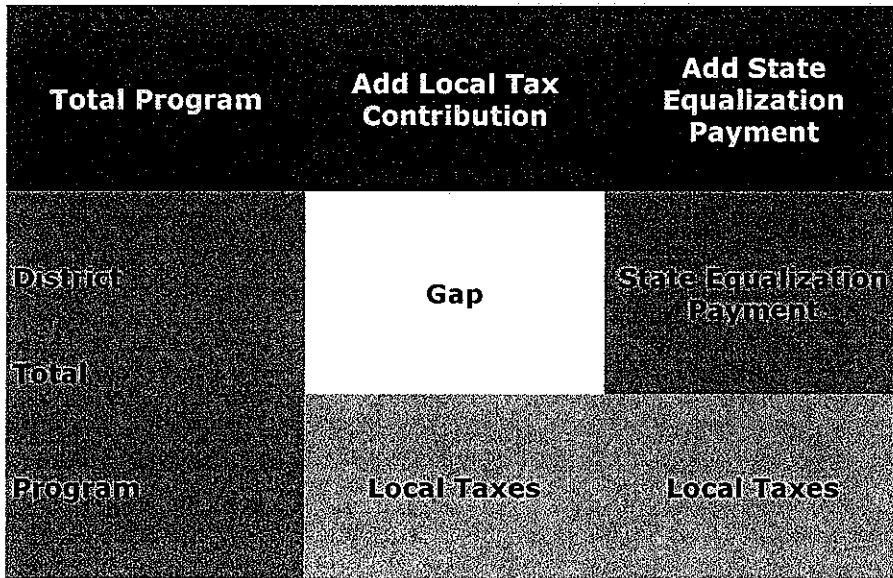 Total Program
Add Local Tax
Contribution
Add State
Equalization
Payment
District
Total
Program
Gap
Local Taxes
State Equalization
Payment
Local Taxes